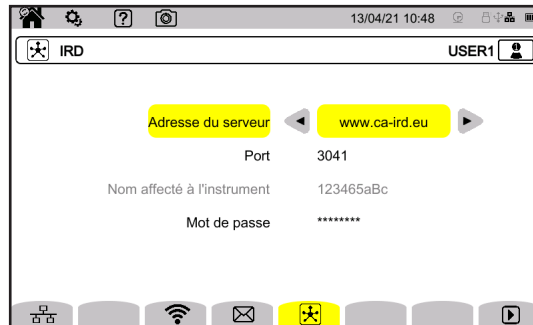 13/04/21 10:48
IRD USER1
Adresse du serveur www.ca-ird.eu
Port 3041
Nom affecté à l'instrument 123465aBc
Mot de passe ********